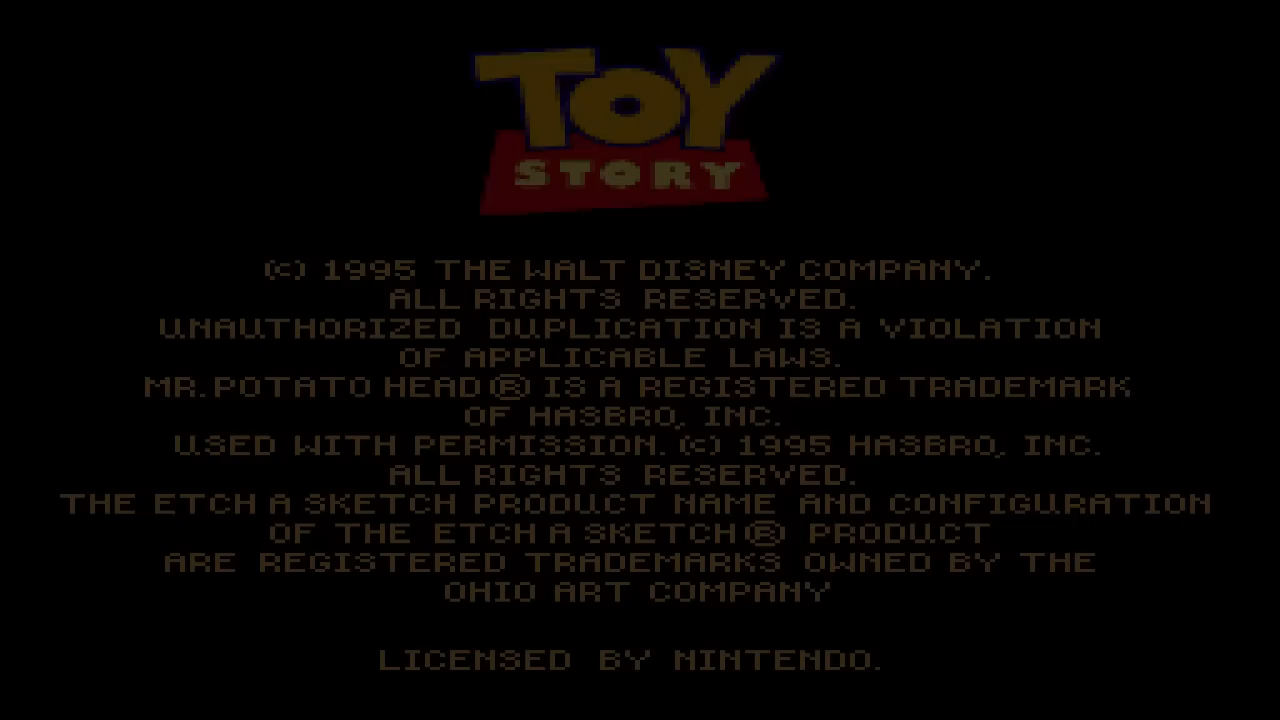 TOY
STORY
(c) 1995 THE WALT DISNEY COMPANY.
ALL RIGHTS RESERVED.
UNAUTHORIZED DUPLICATION IS A VIOLATION
OF APPLICABLE LAWS.
MR. POTATO HEAD® IS A REGISTERED TRADEMARK
OF HASBRO, INC.
USED WITH PERMISSION. (c) 1995 HASBRO, INC.
ALL RIGHTS RESERVED.
THE ETCH A SKETCH PRODUCT NAME AND CONFIGURATION
OF THE ETCH A SKETCH® PRODUCT
ARE REGISTERED TRADEMARKS OWNED BY THE
OHIO ART COMPANY
LICENSED BY NINTENDO.